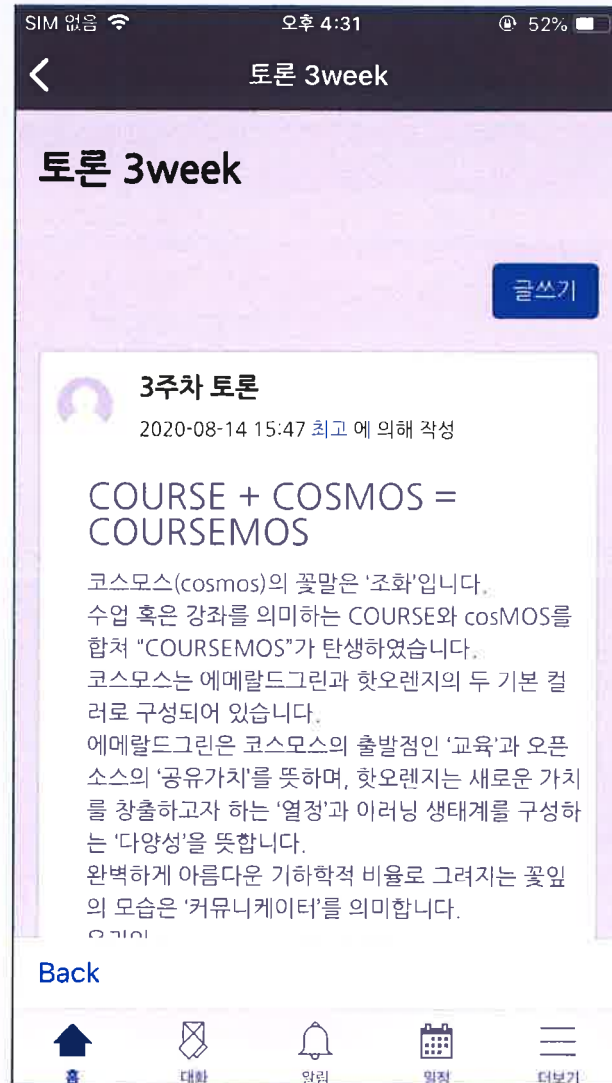 SIM 없음 오후 4:31 52%
토론 3week
토론 3week
글쓰기
3주차 토론
2020-08-14 15:47 최고 에 의해 작성
COURSE + COSMOS =
COURSEMOS
코스모스(cosmos)의 꽃말은 '조화'입니다.
수업 혹은 강좌를 의미하는 COURSE와 cosMOS를
합쳐 "COURSEMOS"가 탄생하였습니다.
코스모스는 에메랄드그린과 핫오렌지의 두 기본 컬
러로 구성되어 있습니다.
에메랄드그린은 코스모스의 출발점인 '교육'과 오픈
소스의 '공유가치'를 뜻하며, 핫오렌지는 새로운 가치
를 창출하고자 하는 '열정'과 이러닝 생태계를 구성하
는 '다양성'을 뜻합니다.
완벽하게 아름다운 기하학적 비율로 그려지는 꽃잎
의 모습은 '커뮤니케이터'를 의미합니다.
Back
홈 대화 알림 일정 더보기